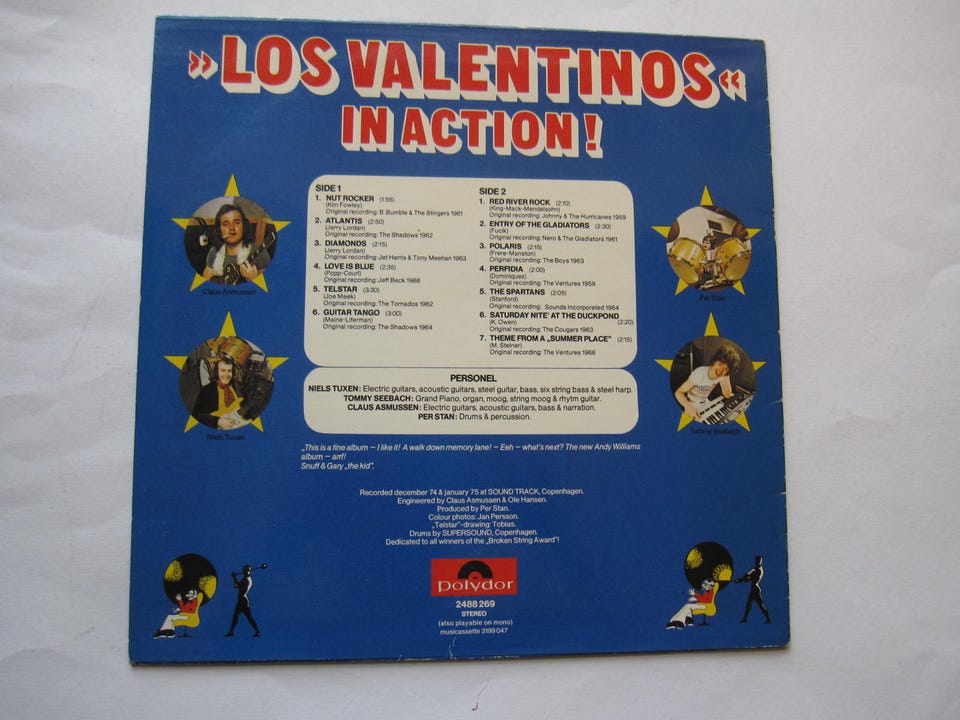 »LOS VALENTINOS«
IN ACTION!
SIDE 1
1. NUT ROCKER (1:55)
(Kim Fowley)
Original recording: B. Bumble & The Stingers 1961
2. ATLANTIS (2:50)
(Jerry Lordan)
Original recording: The Shadows 1962
3. DIAMONDS (2:15)
(Jerry Lordan)
Original recording: Jet Harris & Tony Meehan 1963
4. LOVE IS BLUE (2:35)
(Popp-Courl)
Original recording: Jeff Beck 1968
5. TELSTAR (3:30)
(Joe Meek)
Original recording: The Tornados 1962
6. GUITAR TANGO (3:00)
(Maine-Liferman)
Original recording: The Shadows 1964
SIDE 2
1. RED RIVER ROCK (2:10)
(King-Mack-Mendelsohn)
Original recording: Johnny & The Hurricanes 1959
2. ENTRY OF THE GLADIATORS (2:30)
(Fucik)
Original recording: Nero & The Gladiators 1961
3. POLARIS (2:15)
(Frere-Manston)
Original recording: The Boys 1963
4. PERFIDIA (2:00)
(Dominiquez)
Original recording: The Ventures 1959
5. THE SPARTANS (2:05)
(Stanford)
Original recording: Sounds Incorporated 1964
6. SATURDAY NITE' AT THE DUCKPOND
(K. Owen) (2:20)
Original recording: The Cougars 1963
7. THEME FROM A „SUMMER PLACE" (2:15)
(M. Steiner)
Original recording: The Ventures 1968
Claus Asmussen
Per Stan
Niels Tuxen
Tommy Seebach
PERSONEL
NIELS TUXEN: Electric guitars, acoustic guitars, steel guitar, bass, six string bass & steel harp.
TOMMY SEEBACH: Grand Piano, organ, moog, string moog & rhytm guitar.
CLAUS ASMUSSEN: Electric guitars, acoustic guitars, bass & narration.
PER STAN: Drums & percussion.
„This is a fine album – I like it! A walk down memory lane! – Eeh – what's next? The new Andy Williams
album – arrf!
Snuff & Gary „the kid".
Recorded december 74 & january 75 at SOUND TRACK, Copenhagen.
Engineered by Claus Asmussen & Ole Hansen.
Produced by Per Stan.
Colour photos: Jan Persson.
„Telstar"-drawing: Tobias.
Drums by SUPERSOUND, Copenhagen.
Dedicated to all winners of the „Broken String Award"!
polydor
2488 269
STEREO
(also playable on mono)
musicassette 3199 047